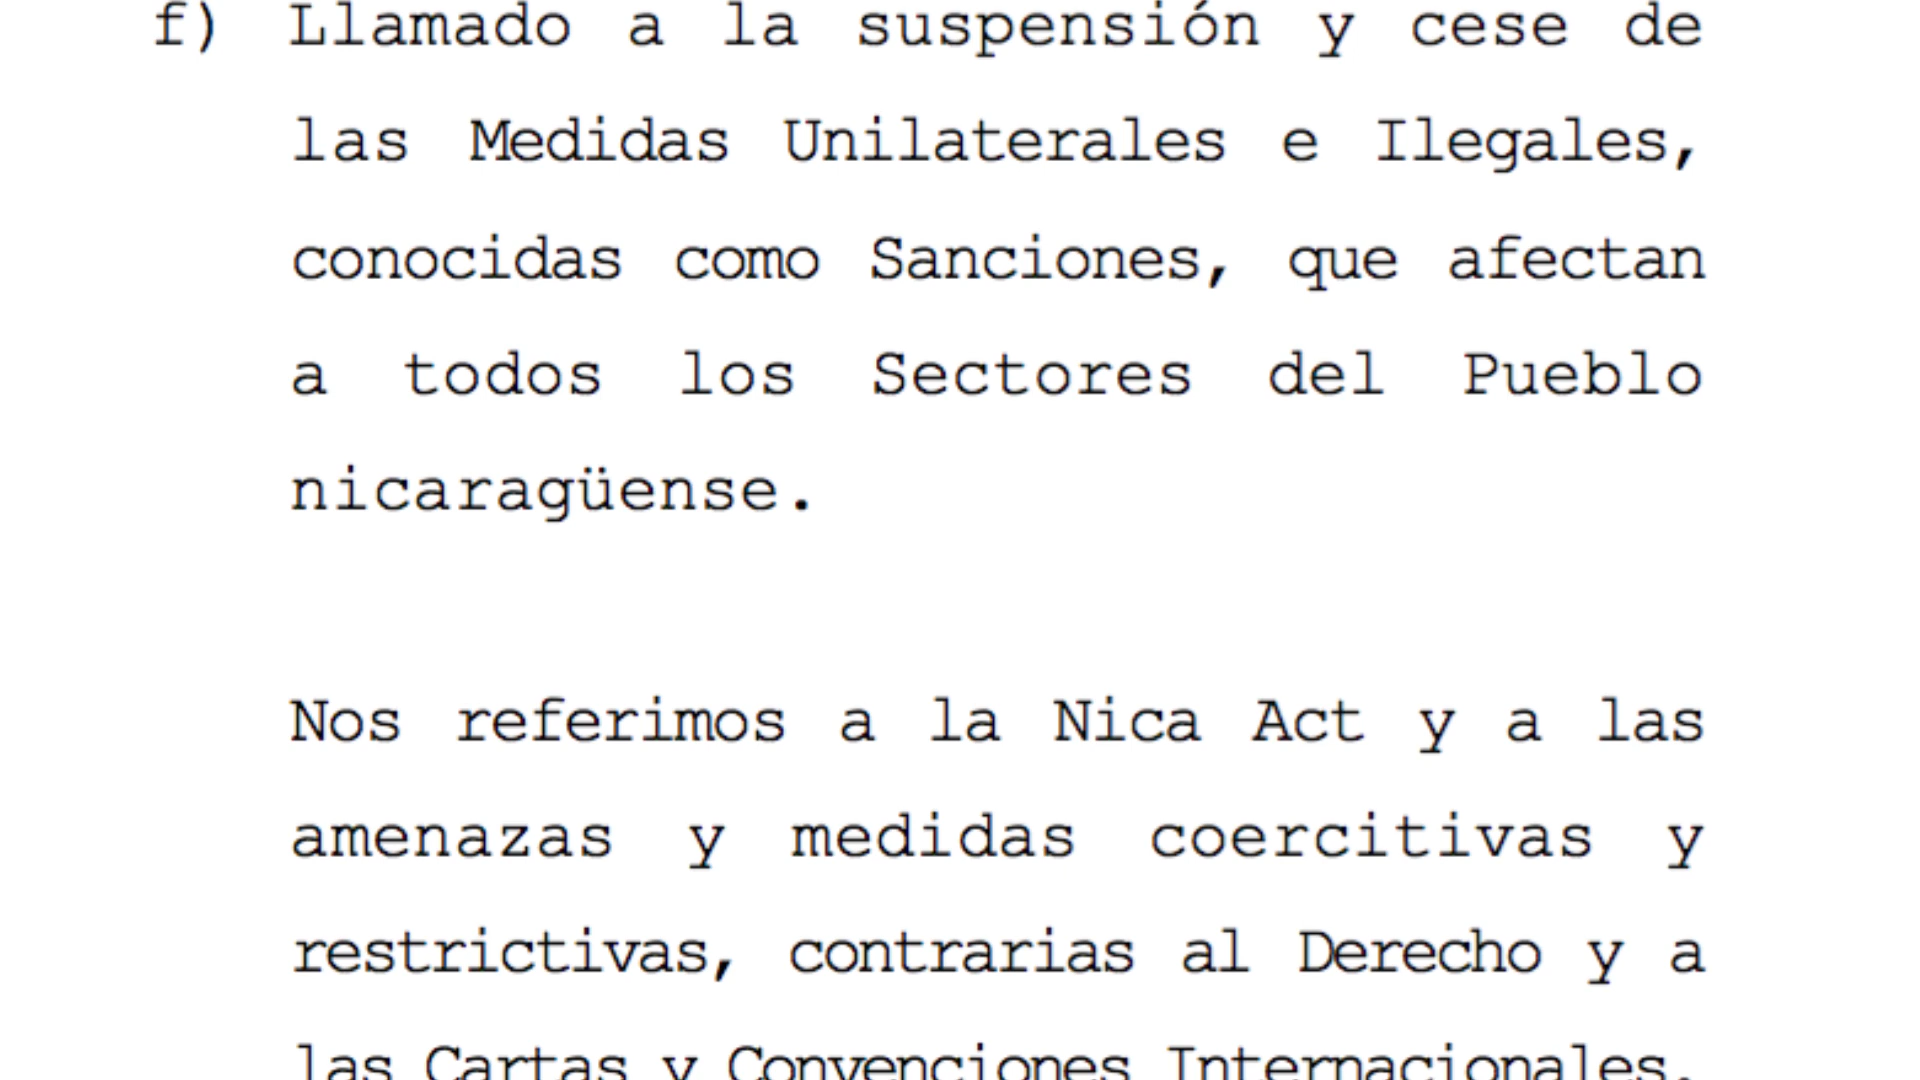 f) Llamado a la suspensión y cese de
las Medidas Unilaterales e Ilegales,
conocidas como Sanciones, que afectan
a todos los Sectores del Pueblo
nicaragüense.
Nos referimos a la Nica Act y a las
amenazas y medidas coercitivas y
restrictivas, contrarias al Derecho y a
las Cartas y Convenciones Internacionales.